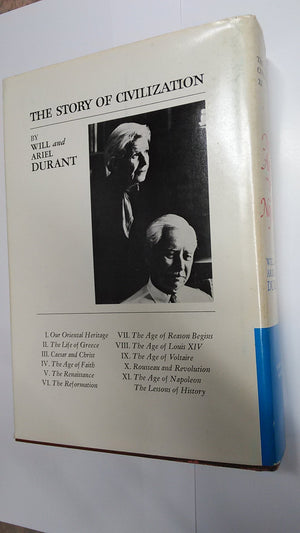 THE STORY OF CIVILIZATION
BY
WILL and
ARIEL
DURANT
I. Our Oriental Heritage
II. The Life of Greece
III. Caesar and Christ
IV. The Age of Faith
V. The Renaissance
VI. The Reformation
VII. The Age of Reason Begins
VIII. The Age of Louis XIV
IX. The Age of Voltaire
X. Rousseau and Revolution
XI. The Age of Napoleon
The Lessons of History
WILL
ARIEL
DURANT